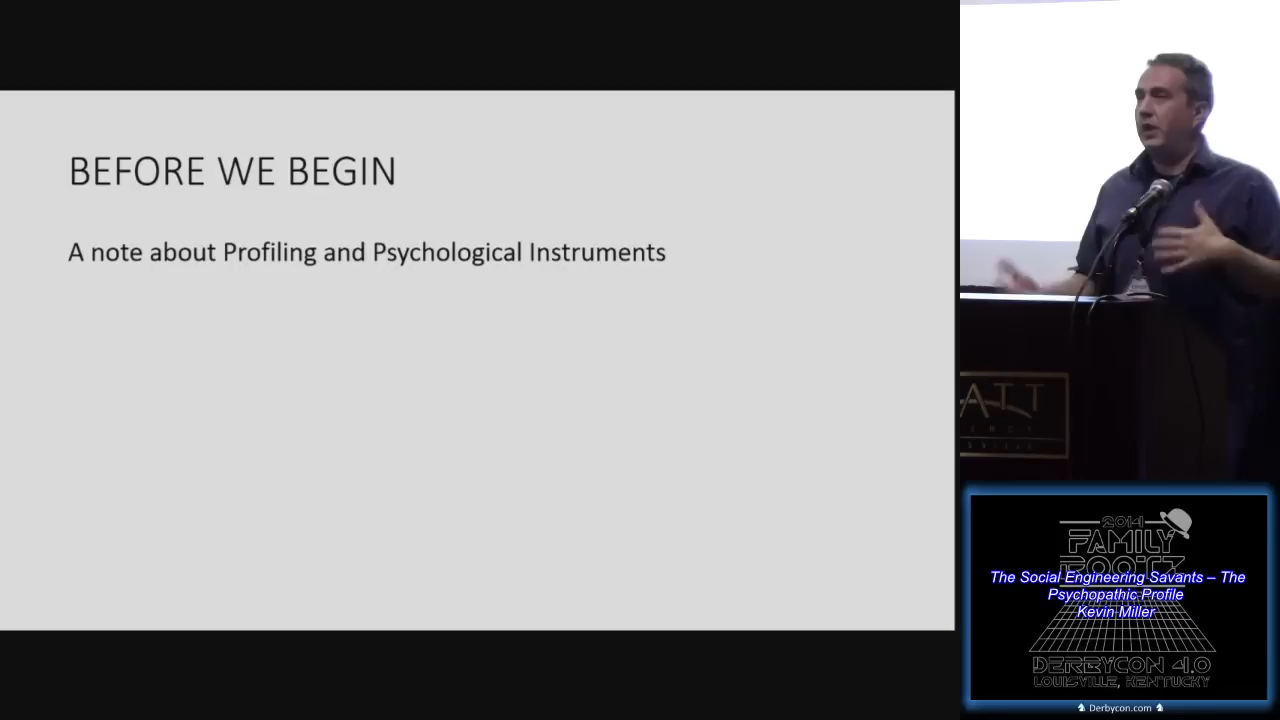 BEFORE WE BEGIN
A note about Profiling and Psychological Instruments
ATT
2014
FAMILY
ROOTZ
The Social Engineering Savants – The
Psychopathic Profile
Kevin Miller
DERBYCON 4.0
LOUISVILLE, KENTUCKY
Derbycon.com